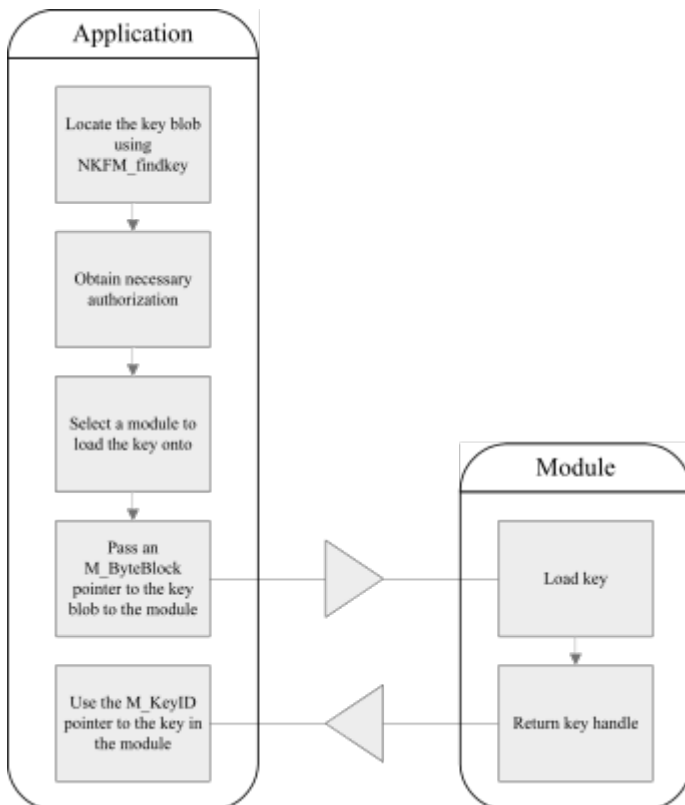 Application
Locate the key blob
using
NKFM_findkey
Obtain necessary
authorization
Select a module to
load the key onto
Pass an
M_ByteBlock
pointer to the key
blob to the module
Use the M_KeyID
pointer to the key in
the module
Module
Load key
Return key handle